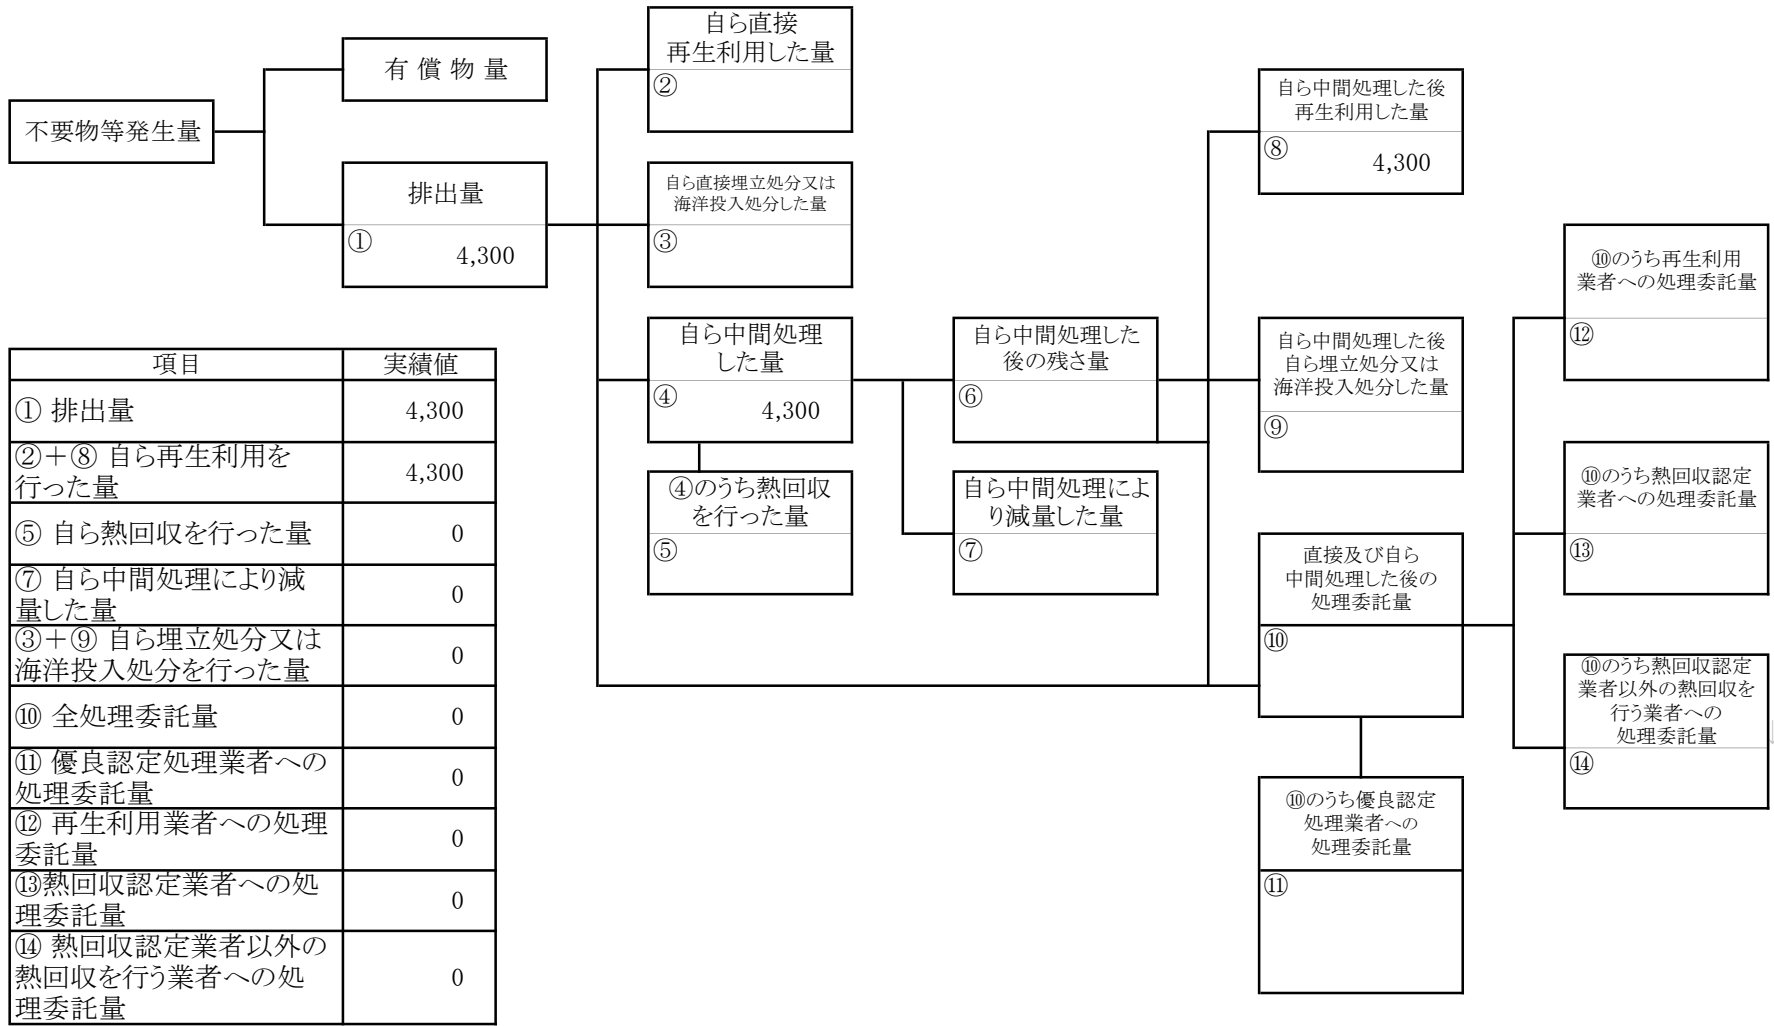 不要物等発生量
有 償 物 量
排出量
①
4,300
自ら直接
再生利用した量
②
自ら直接埋立処分又は
海洋投入処分した量
③
自ら中間処理
した量
④
4,300
④のうち熱回収
を行った量
⑤
自ら中間処理した
後の残さ量
⑥
自ら中間処理によ
り減量した量
⑦
自ら中間処理した後
再生利用した量
⑧
4,300
自ら中間処理した後
自ら埋立処分又は
海洋投入処分した量
⑨
直接及び自ら
中間処理した後の
処理委託量
⑩
⑩のうち優良認定
処理業者への
処理委託量
⑪
⑩のうち再生利用
業者への処理委託量
⑫
⑩のうち熱回収認定
業者への処理委託量
⑬
⑩のうち熱回収認定
業者以外の熱回収を
行う業者への
処理委託量
⑭
項目 実績値
① 排出量 4,300
②＋⑧ 自ら再生利用を
行った量
4,300
⑤ 自ら熱回収を行った量 0
⑦ 自ら中間処理により減
量した量
0
③＋⑨ 自ら埋立処分又は
海洋投入処分を行った量
0
⑩ 全処理委託量 0
⑪ 優良認定処理業者への
処理委託量
0
⑫ 再生利用業者への処理
委託量
0
⑬熱回収認定業者への処
理委託量
0
⑭ 熱回収認定業者以外の
熱回収を行う業者への処
理委託量
0